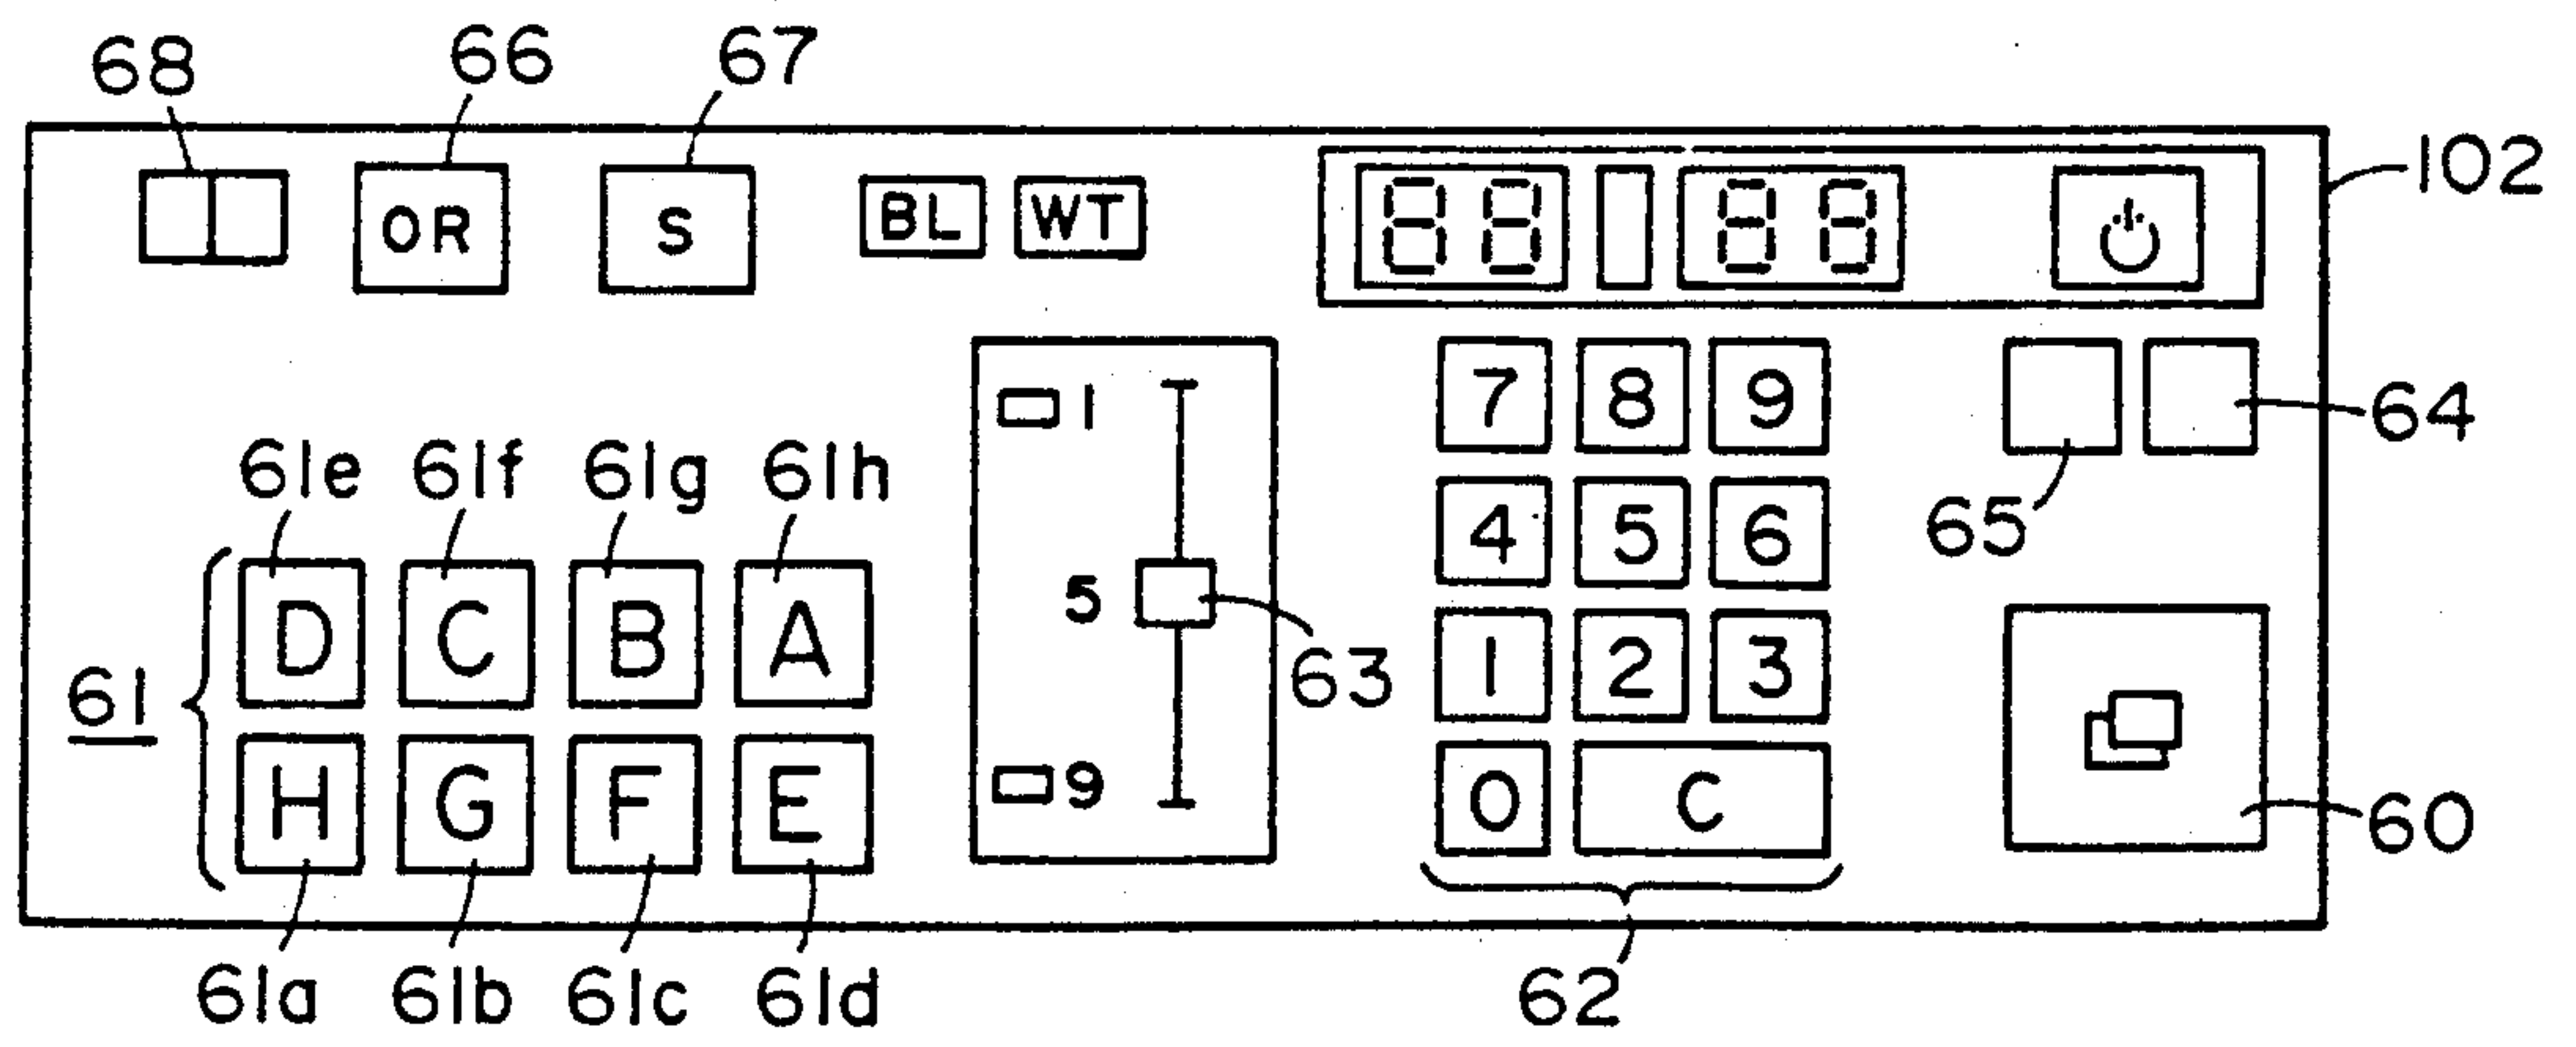 68 66 67
OR S BL WT 88 88 102
1 7 8 9 64
61e 61f 61g 61h 4 5 6 65
5
D C B A 63 1 2 3
61
H G F E 9 0 C 60
61a 61b 61c 61d 62